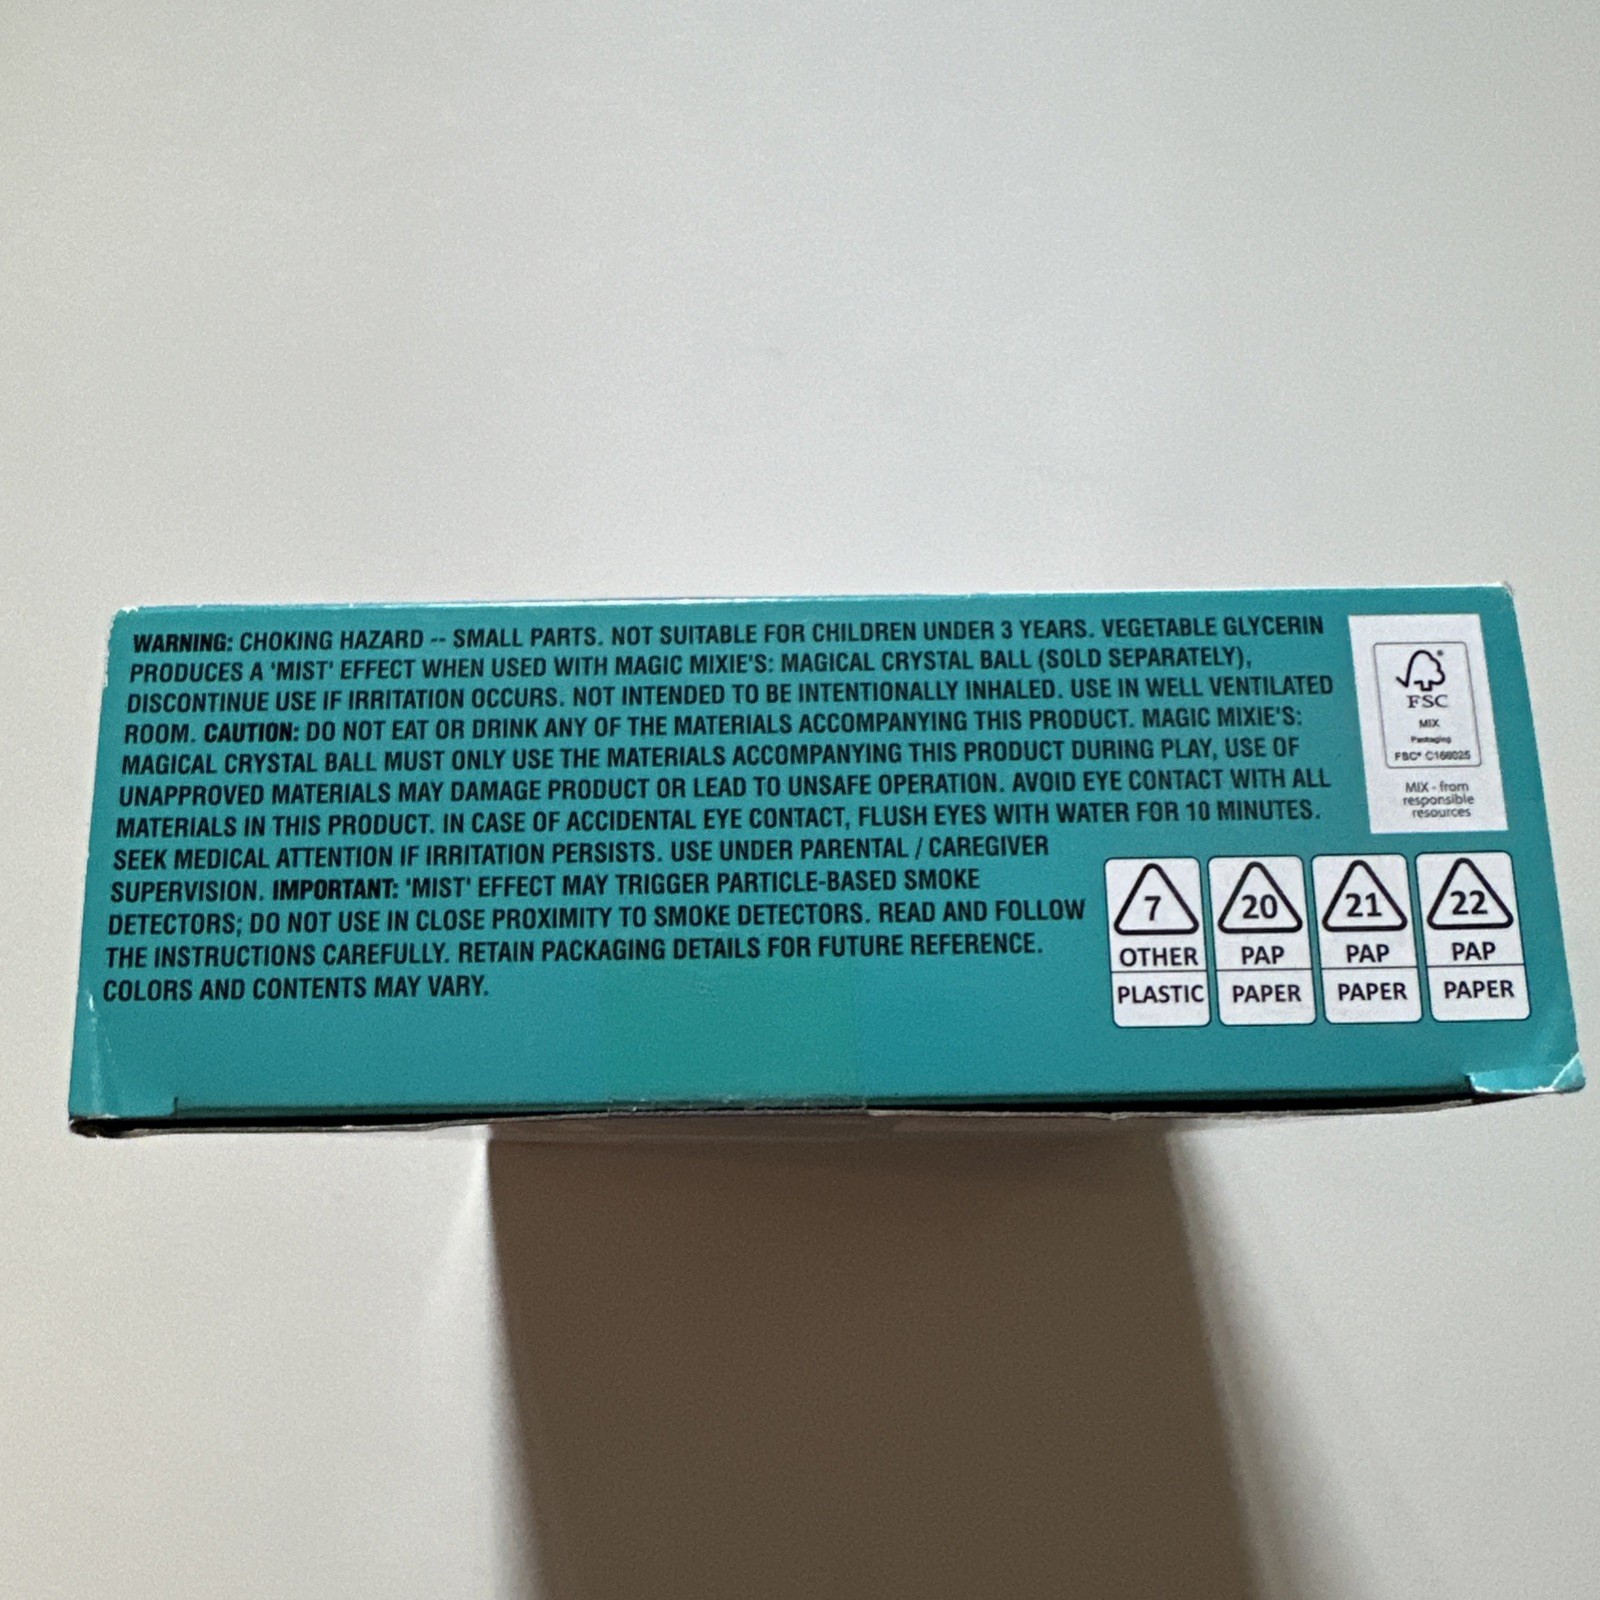 WARNING: CHOKING HAZARD -- SMALL PARTS. NOT SUITABLE FOR CHILDREN UNDER 3 YEARS. VEGETABLE GLYCERIN
PRODUCES A 'MIST' EFFECT WHEN USED WITH MAGIC MIXIE'S: MAGICAL CRYSTAL BALL (SOLD SEPARATELY),
DISCONTINUE USE IF IRRITATION OCCURS. NOT INTENDED TO BE INTENTIONALLY INHALED. USE IN WELL VENTILATED
ROOM. CAUTION: DO NOT EAT OR DRINK ANY OF THE MATERIALS ACCOMPANYING THIS PRODUCT. MAGIC MIXIE'S:
MAGICAL CRYSTAL BALL MUST ONLY USE THE MATERIALS ACCOMPANYING THIS PRODUCT DURING PLAY, USE OF
UNAPPROVED MATERIALS MAY DAMAGE PRODUCT OR LEAD TO UNSAFE OPERATION. AVOID EYE CONTACT WITH ALL
MATERIALS IN THIS PRODUCT. IN CASE OF ACCIDENTAL EYE CONTACT, FLUSH EYES WITH WATER FOR 10 MINUTES.
SEEK MEDICAL ATTENTION IF IRRITATION PERSISTS. USE UNDER PARENTAL / CAREGIVER
SUPERVISION. IMPORTANT: 'MIST' EFFECT MAY TRIGGER PARTICLE-BASED SMOKE
DETECTORS; DO NOT USE IN CLOSE PROXIMITY TO SMOKE DETECTORS. READ AND FOLLOW
THE INSTRUCTIONS CAREFULLY. RETAIN PACKAGING DETAILS FOR FUTURE REFERENCE.
COLORS AND CONTENTS MAY VARY.
®
FSC
MIX
Packaging
FSC® C166025
MIX - from
responsible
resources
7 20 21 22
OTHER PAP PAP PAP
PLASTIC PAPER PAPER PAPER